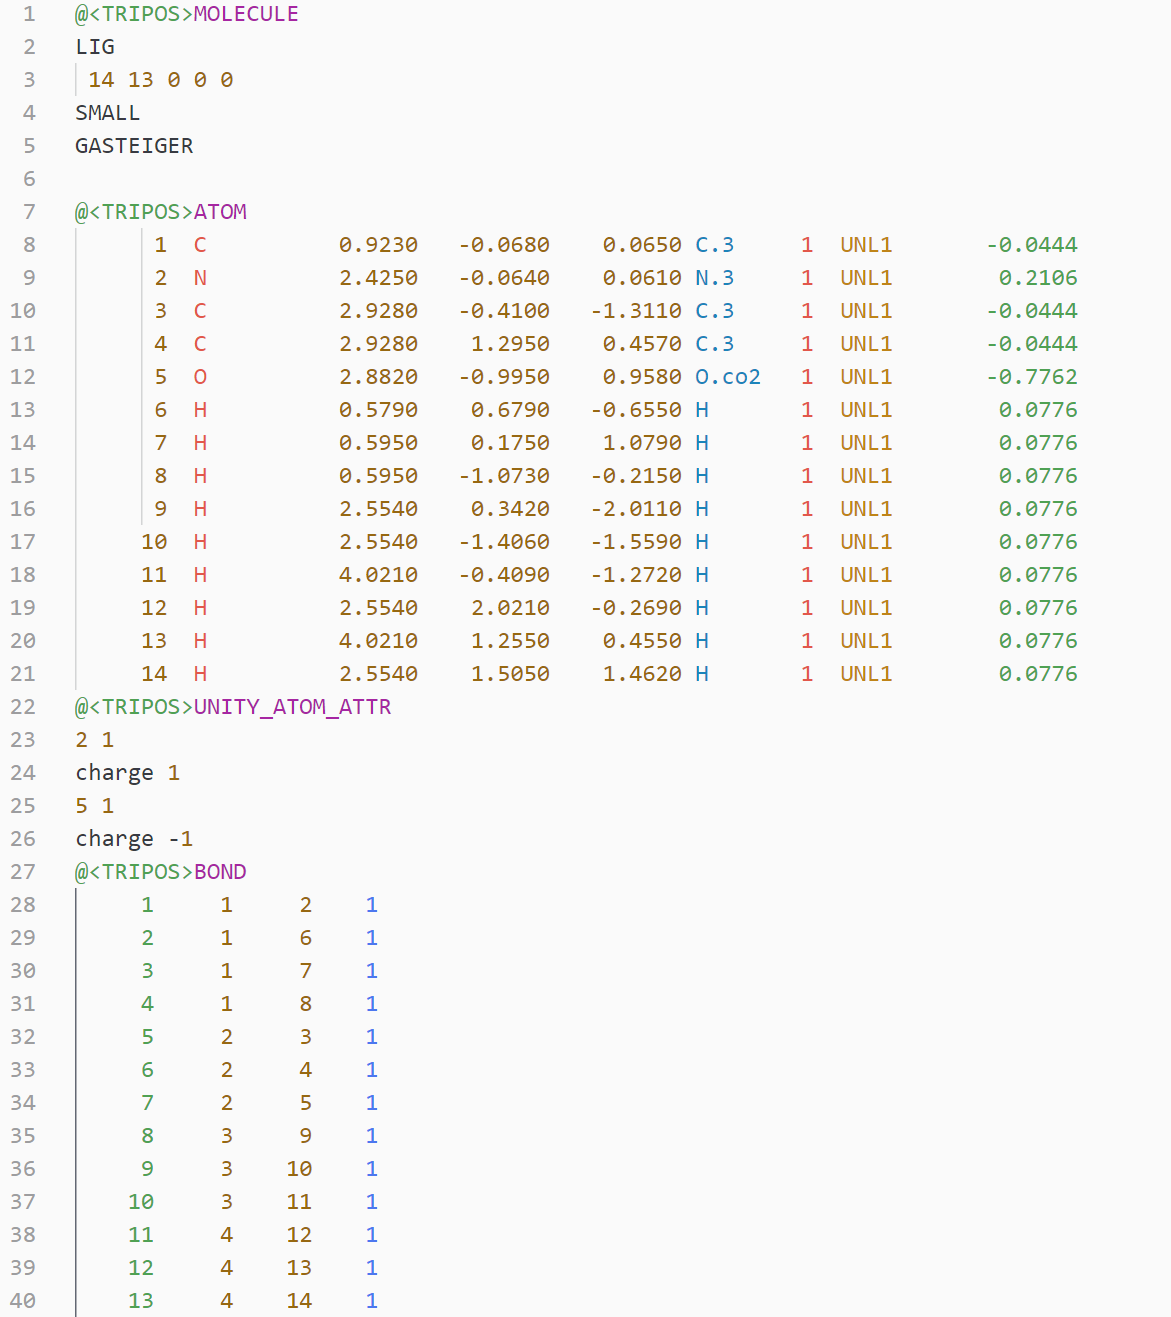 1 @<TRIPOS>MOLECULE
2 LIG
3 14 13 0 0 0
4 SMALL
5 GASTEIGER
6
7 @<TRIPOS>ATOM
8 1 C 0.9230 -0.0680 0.0650 C.3 1 UNL1 -0.0444
9 2 N 2.4250 -0.0640 0.0610 N.3 1 UNL1 0.2106
10 3 C 2.9280 -0.4100 -1.3110 C.3 1 UNL1 -0.0444
11 4 C 2.9280 1.2950 0.4570 C.3 1 UNL1 -0.0444
12 5 O 2.8820 -0.9950 0.9580 O.co2 1 UNL1 -0.7762
13 6 H 0.5790 0.6790 -0.6550 H 1 UNL1 0.0776
14 7 H 0.5950 0.1750 1.0790 H 1 UNL1 0.0776
15 8 H 0.5950 -1.0730 -0.2150 H 1 UNL1 0.0776
16 9 H 2.5540 0.3420 -2.0110 H 1 UNL1 0.0776
17 10 H 2.5540 -1.4060 -1.5590 H 1 UNL1 0.0776
18 11 H 4.0210 -0.4090 -1.2720 H 1 UNL1 0.0776
19 12 H 2.5540 2.0210 -0.2690 H 1 UNL1 0.0776
20 13 H 4.0210 1.2550 0.4550 H 1 UNL1 0.0776
21 14 H 2.5540 1.5050 1.4620 H 1 UNL1 0.0776
22 @<TRIPOS>UNITY_ATOM_ATTR
23 2 1
24 charge 1
25 5 1
26 charge -1
27 @<TRIPOS>BOND
28 1 1 2 1
29 2 1 6 1
30 3 1 7 1
31 4 1 8 1
32 5 2 3 1
33 6 2 4 1
34 7 2 5 1
35 8 3 9 1
36 9 3 10 1
37 10 3 11 1
38 11 4 12 1
39 12 4 13 1
40 13 4 14 1